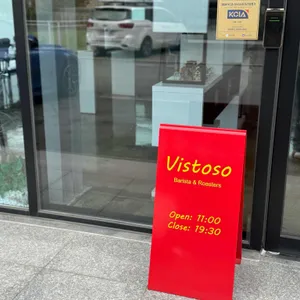 KCIA
Vistoso
Barista & Roasters
Open: 11:00
Close: 19:30